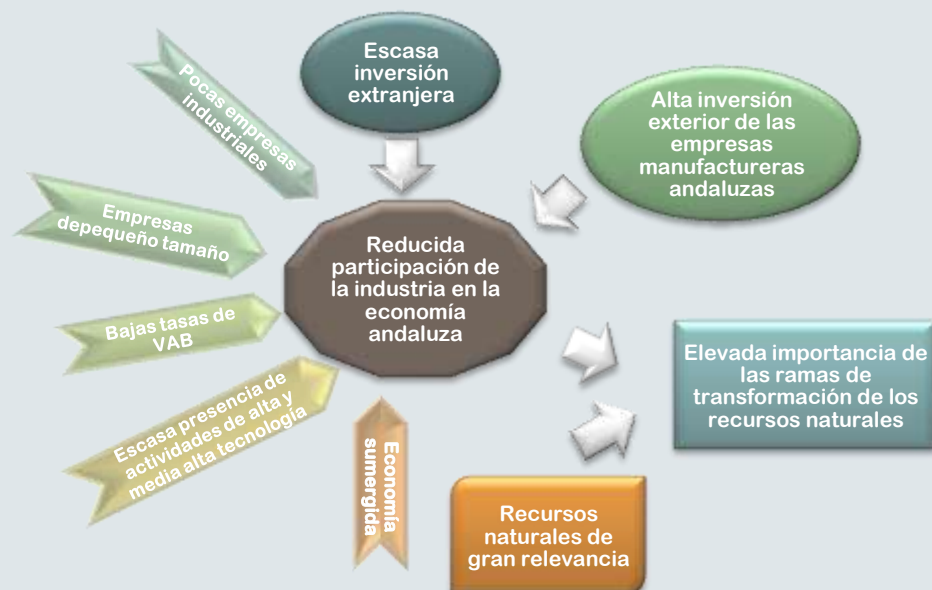 Escasa
inversión
extranjera
Alta inversión
exterior de las
empresas
manufactureras
andaluzas
Pocas empresas
industriales
Empresas
depequeño tamaño
Bajas tasas de
VAB
Escasa presencia de
actividades de alta y
media alta tecnología
Reducida
participación de
la industria en la
economía
andaluza
Economía
sumergida
Elevada importancia de
las ramas de
transformación de los
recursos naturales
Recursos
naturales de
gran relevancia